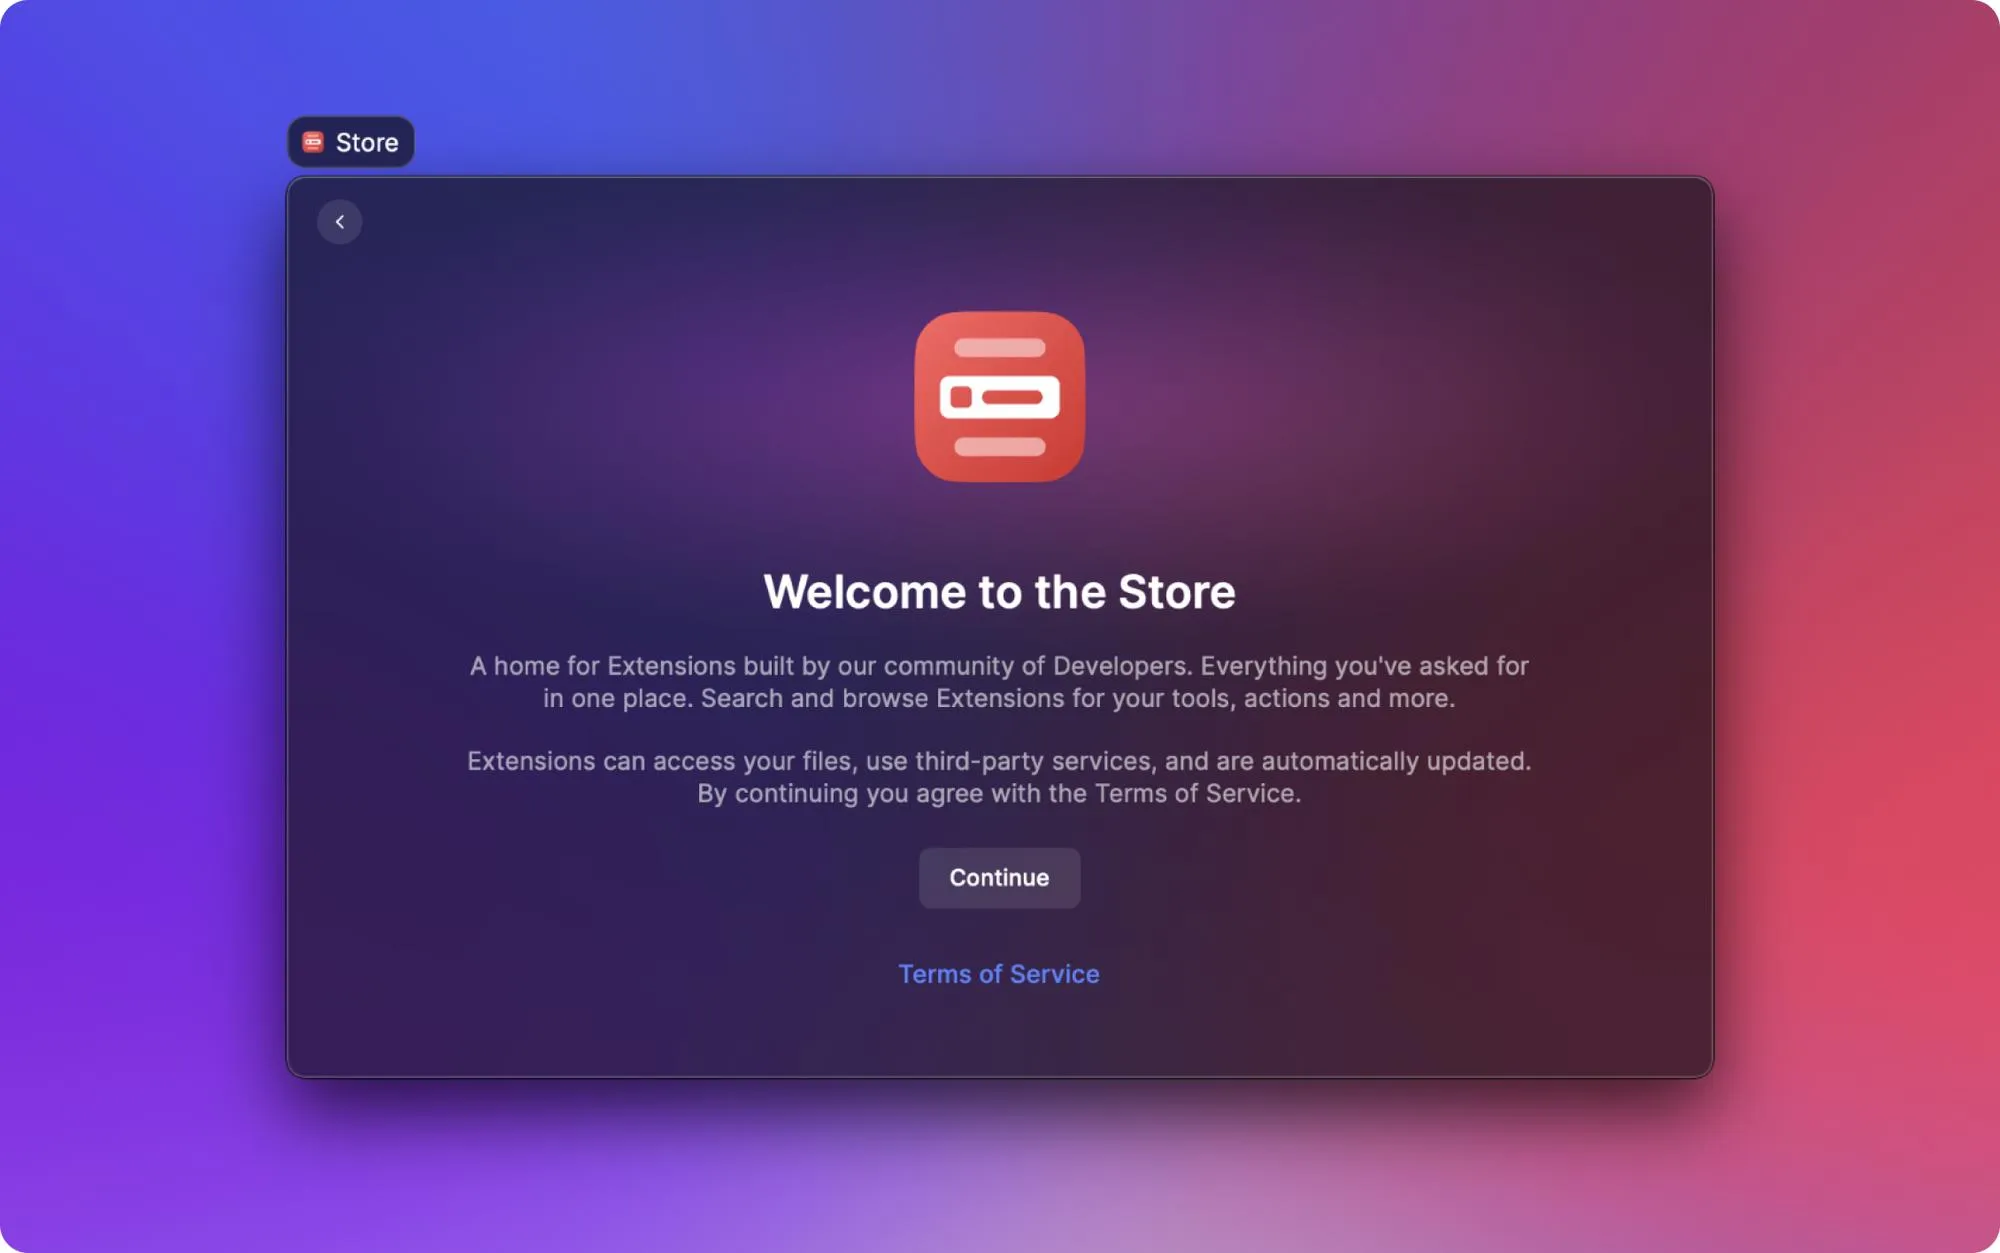 Store
Welcome to the Store
A home for Extensions built by our community of Developers. Everything you've asked for
in one place. Search and browse Extensions for your tools, actions and more.
Extensions can access your files, use third-party services, and are automatically updated.
By continuing you agree with the Terms of Service.
Continue
Terms of Service